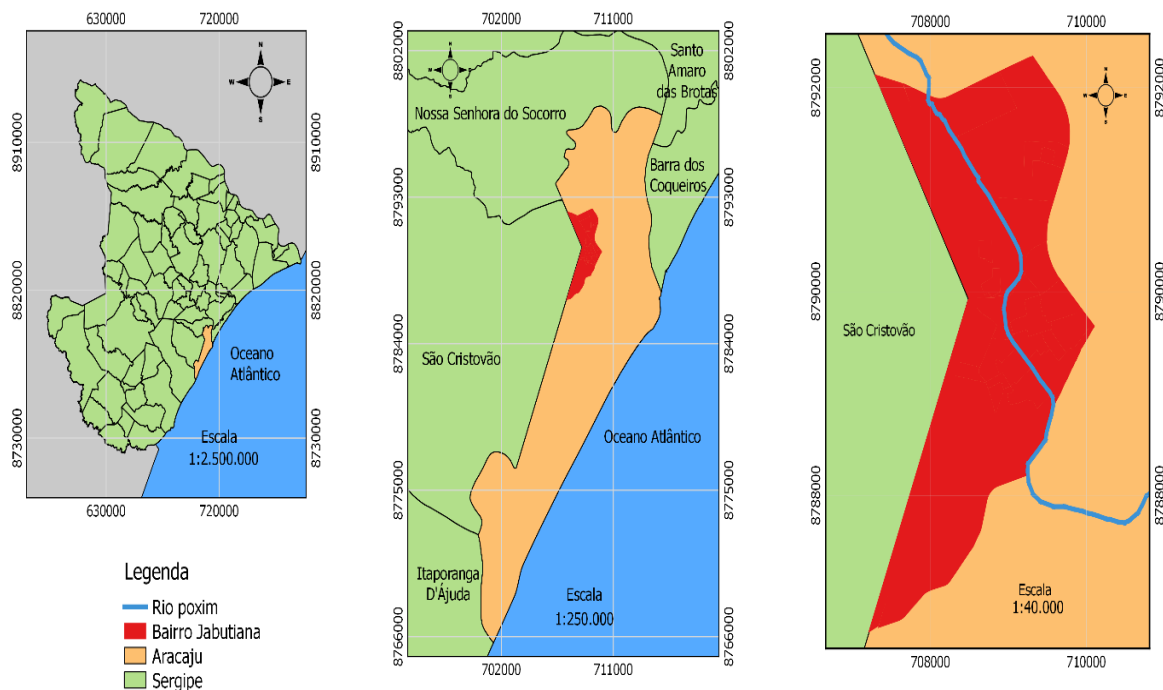 630000 720000
N
W E
S
8910000 8910000
8820000 8820000
Oceano
Atlântico
Escala
1:2.500.000
8730000 8730000
630000 720000
702000 711000
8802000 8802000
Santo
Amaro
das Brotas
Nossa Senhora do Socorro
Barra dos
Coqueiros
8793000 8793000
São Cristovão
8784000 8784000
Oceano Atlântico
8775000 8775000
Itaporanga
D'Ájuda
Escala
1:250.000
8766000 8766000
702000 711000
708000 710000
8792000 8792000
8790000 8790000
São Cristovão
8788000 8788000
Escala
1:40.000
708000 710000
Legenda
Rio poxim
Bairro Jabutiana
Aracaju
Sergipe